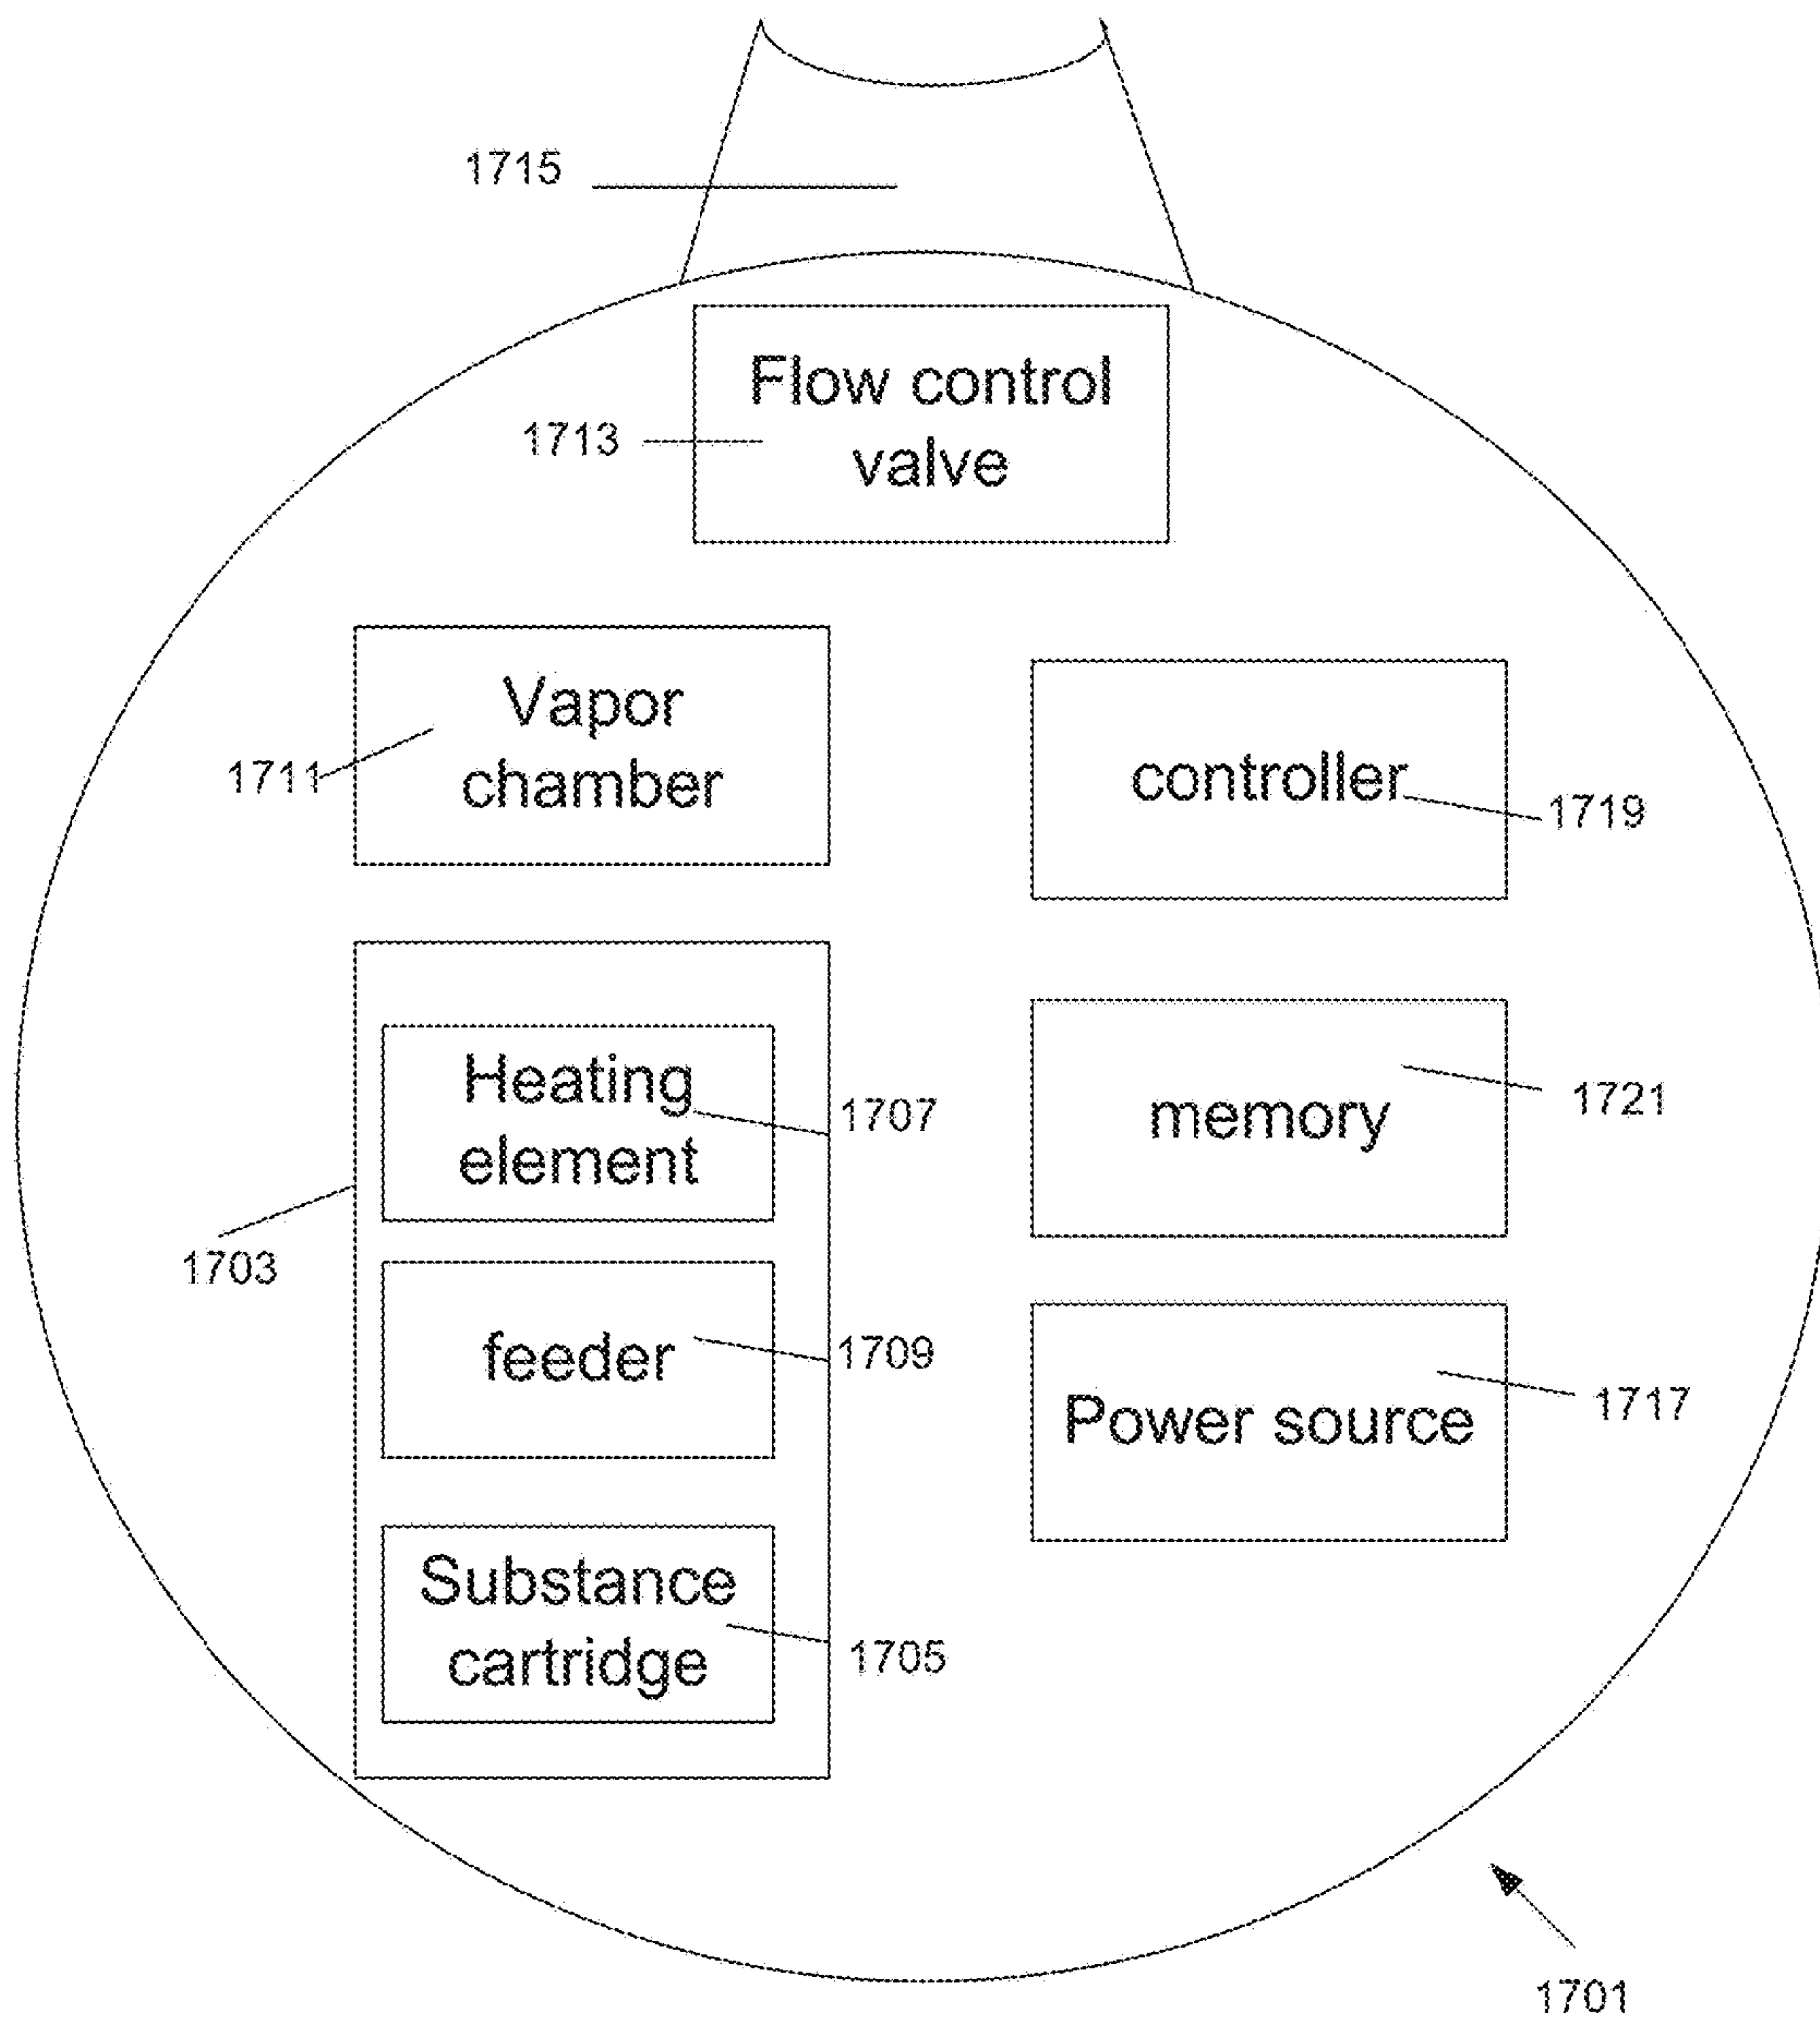 1715
Flow control
valve
1713
Vapor
chamber
1711
controller
1719
Heating
element
1707
memory
1721
1703
feeder
1709
Power source
1717
Substance
cartridge
1705
1701